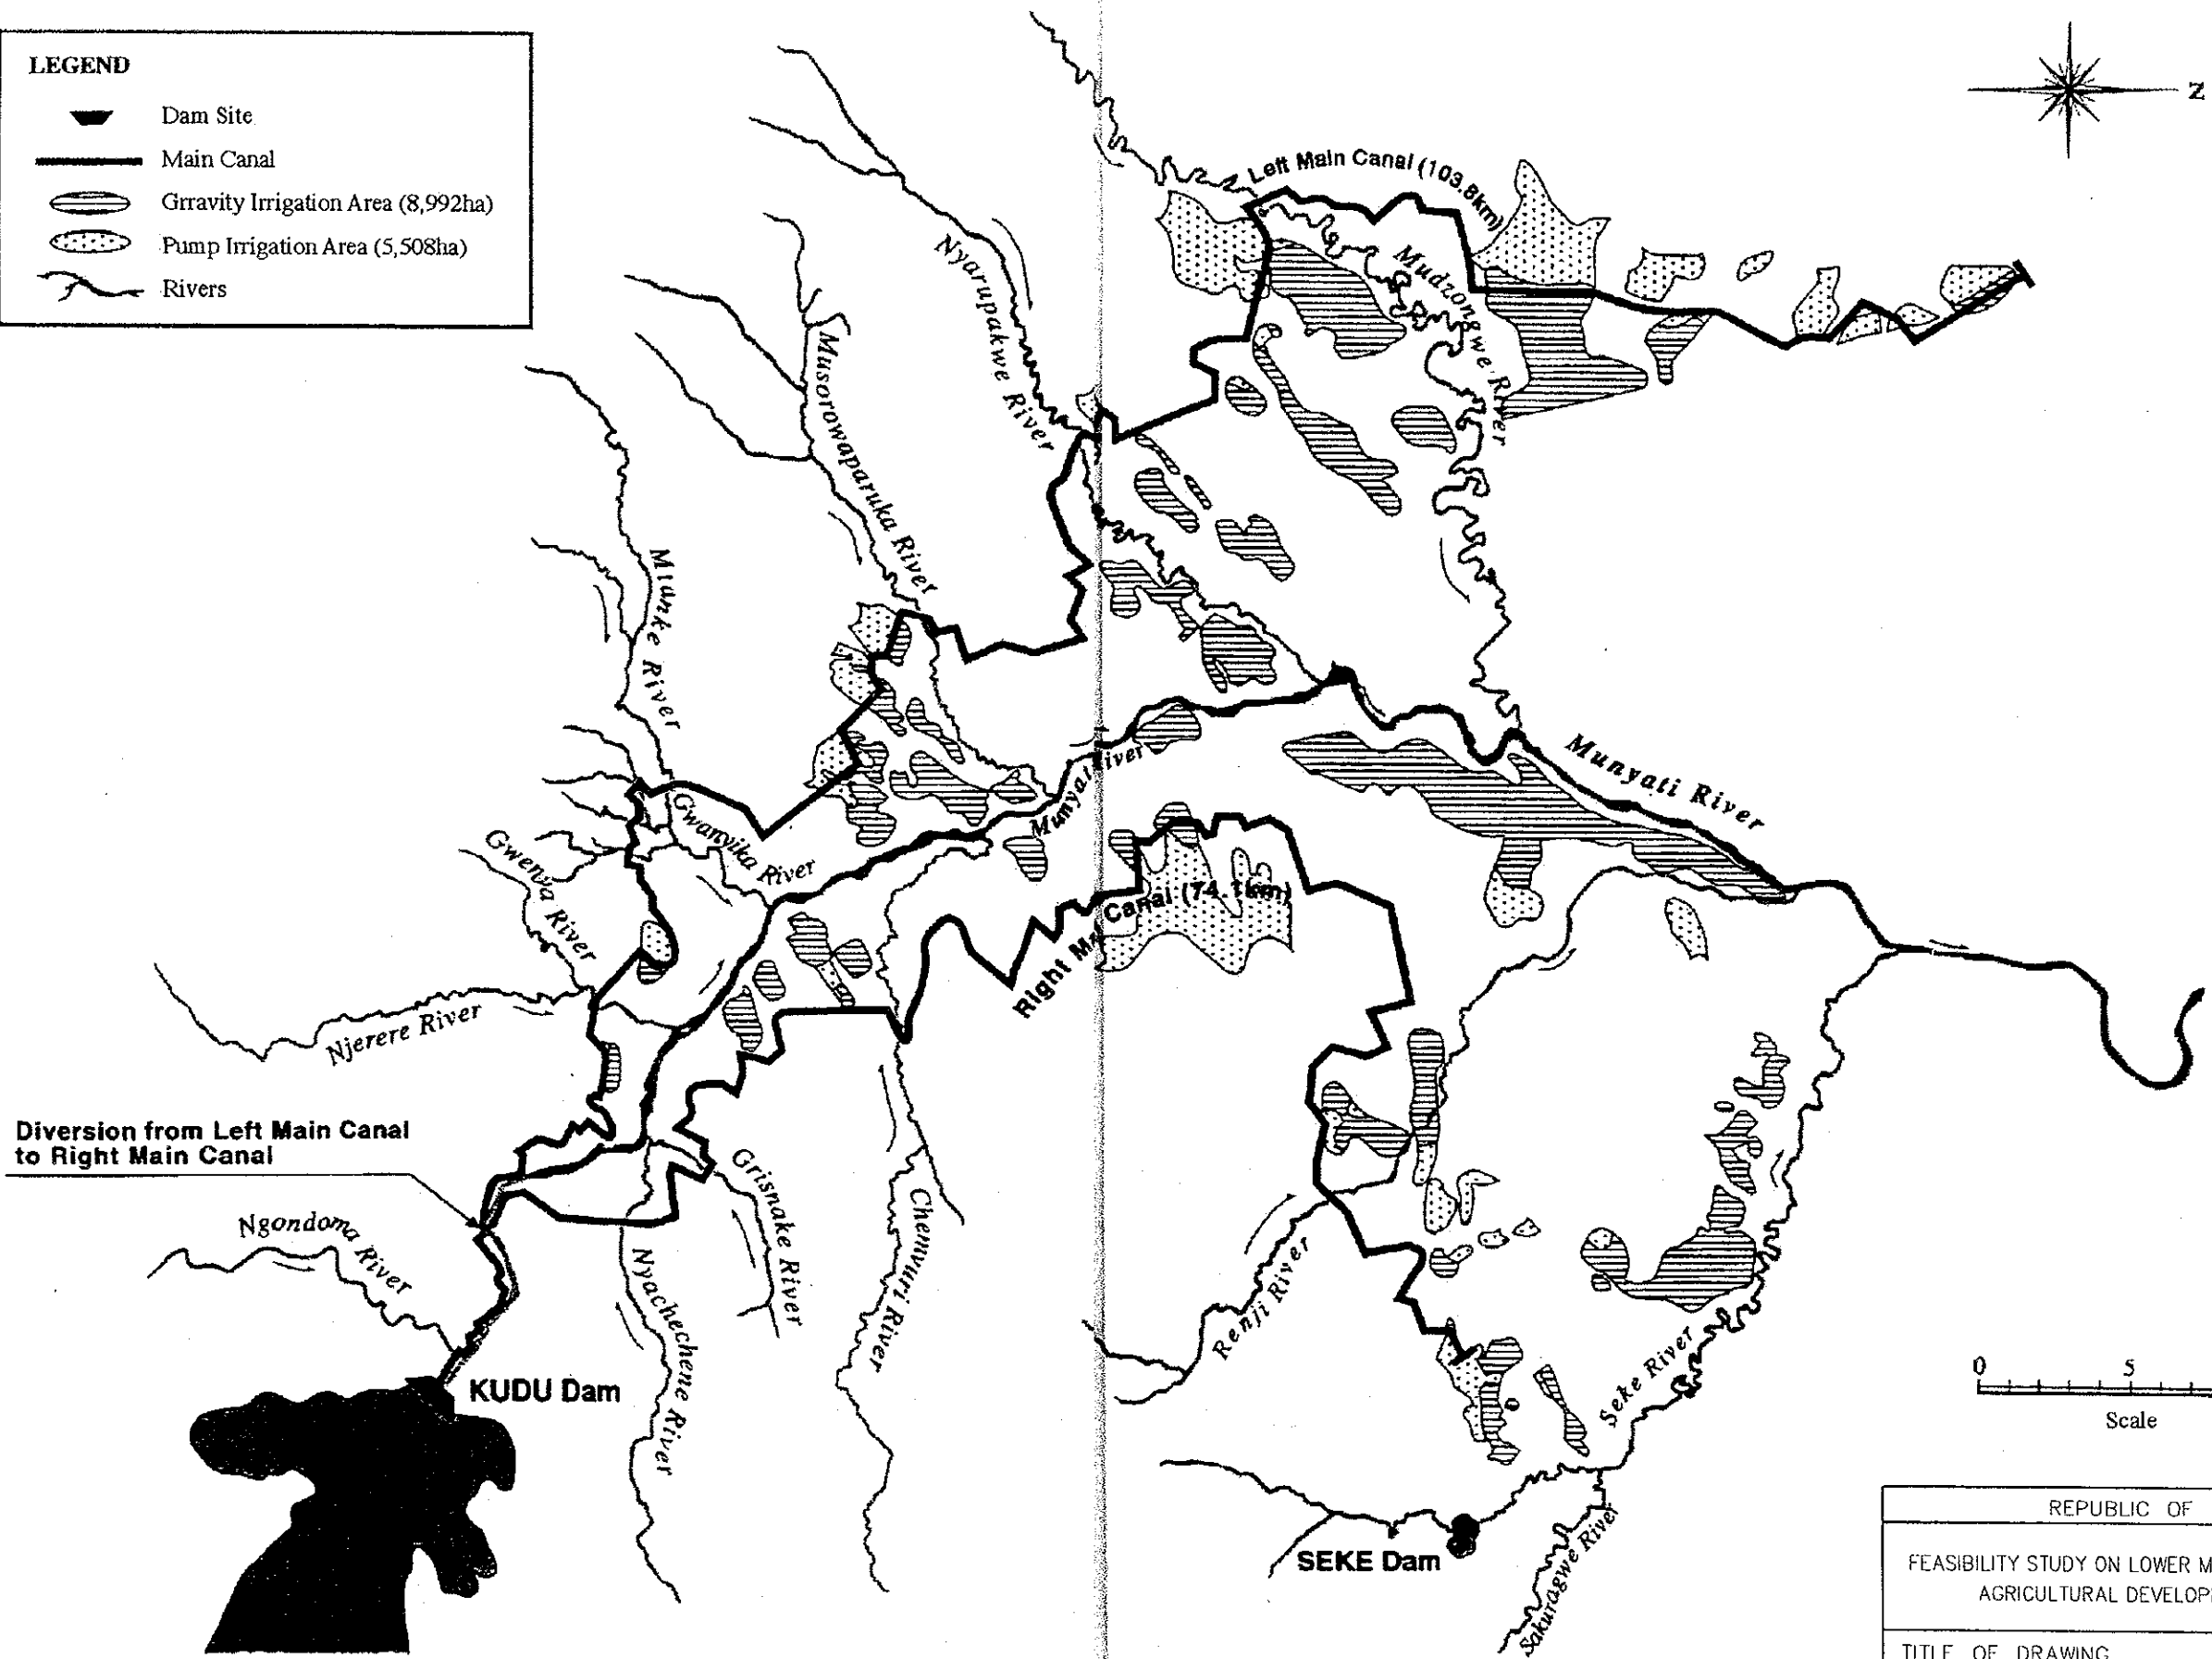 LEGEND
Dam Site
Main Canal
Grravity Irrigation Area (8,992ha)
Pump Irrigation Area (5,508ha)
Rivers
Z
Left Main Canal (103.8km)
Nyarupakwe River
Mudzongwe River
Musorowaparuka River
Mtanke River
Munyati River
Munyati River
Gwanyika River
Gwenya River
Right Main Canal (74.1km)
Njerere River
Diversion from Left Main Canal
to Right Main Canal
Ngondoma River
Grisnake River
Chemvuri River
Nyachechene River
Renji River
Seke River
KUDU Dam
0 5
Scale
SEKE Dam
Sakuragwe River
REPUBLIC OF
FEASIBILITY STUDY ON LOWER M
AGRICULTURAL DEVELOP
TITLE OF DRAWING